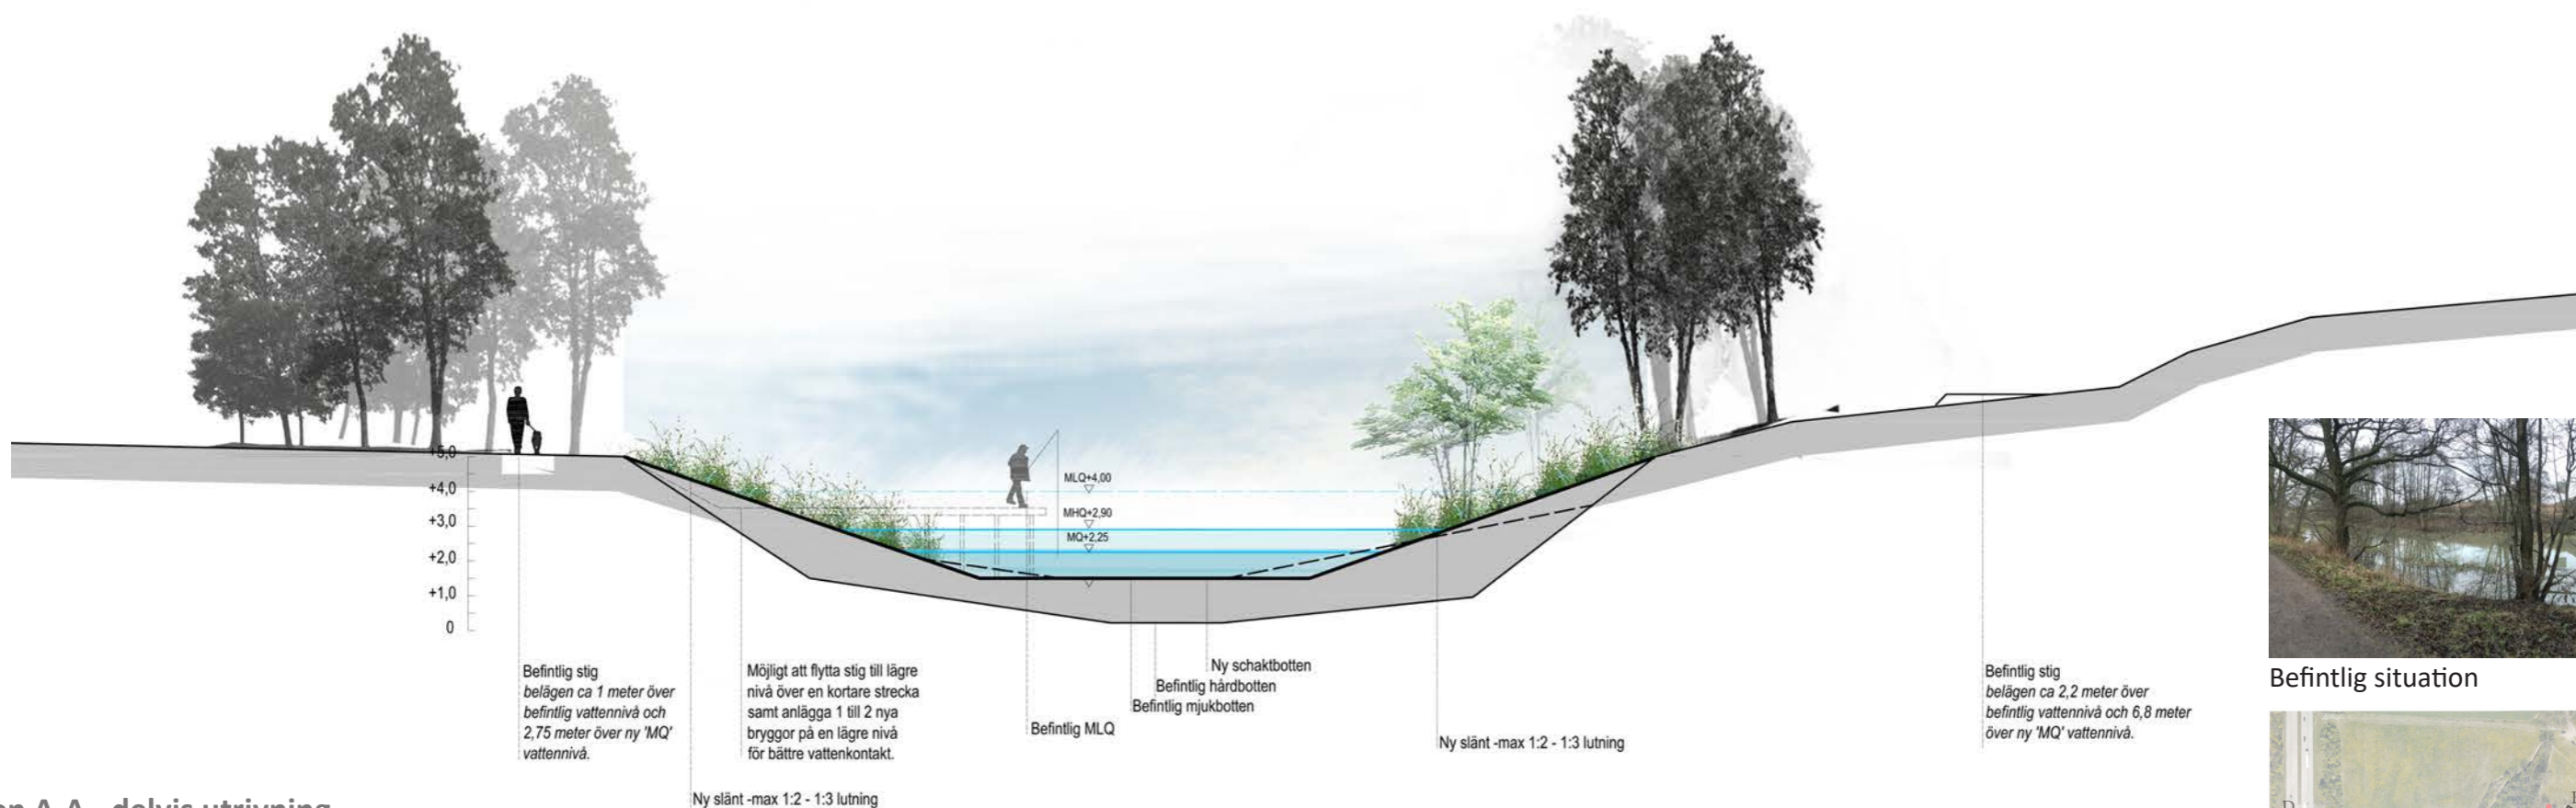 MLQ+4,00
MHQ+2,90
MQ+2,25
+5,0
+4,0
+3,0
+2,0
+1,0
0
Befintlig stig
belägen ca 1 meter över
befintlig vattennivå och
2,75 meter över ny 'MQ'
vattennivå.
Ny slänt -max 1:2 - 1:3 lutning
Möjligt att flytta stig till lägre
nivå över en kortare strecka
samt anlägga 1 till 2 nya
bryggor på en lägre nivå
för bättre vattenkontakt.
Befintlig MLQ
Befintlig mjukbotten
Befintlig hårdbotten
Ny schaktbotten
Ny slänt -max 1:2 - 1:3 lutning
Befintlig stig
belägen ca 2,2 meter över
befintlig vattennivå och 6,8 meter
över ny 'MQ' vattennivå.
Befintlig situation
A-A - delvis utrivning